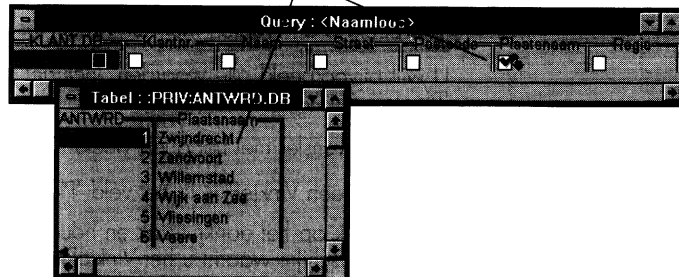 Query : <Naamloos>
KLANT.DB Klantnr Naam Straat Postcode Plaatsnaam Regio
Tabel : :PRIV:ANTWRD.DB
ANTWRD Plaatsnaam
1 Zwijndrecht
2 Zandvoort
3 Willemstad
4 Wijk aan Zee
5 Vlissingen
6 Veere